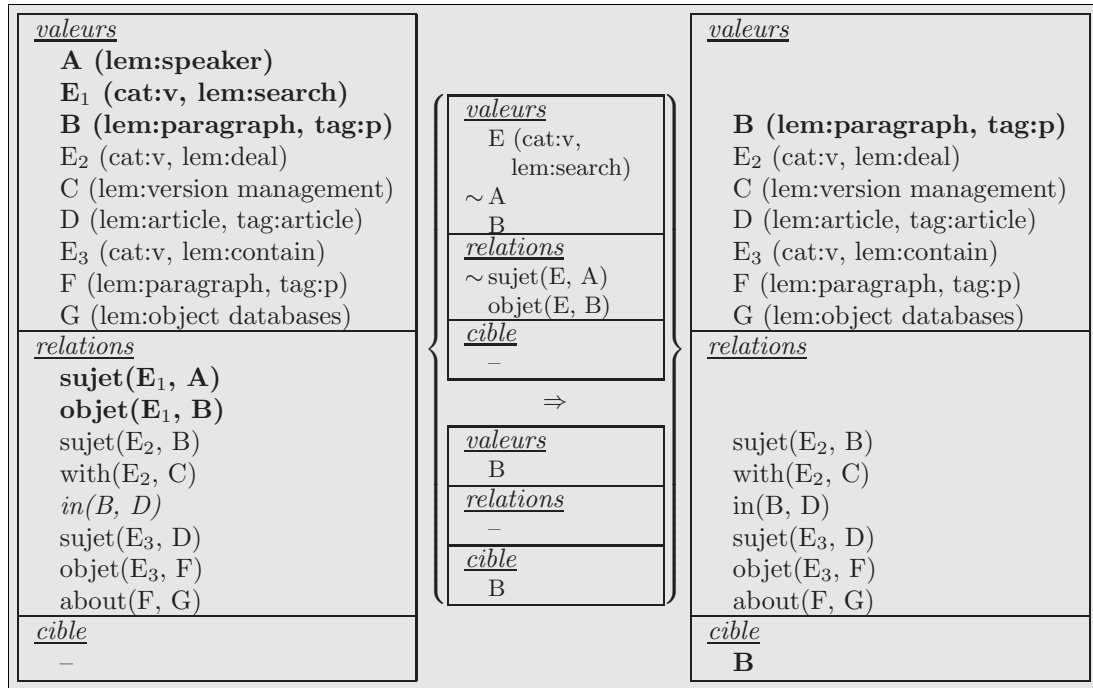 valeurs
A (lem:speaker)
E₁ (cat:v, lem:search)
B (lem:paragraph, tag:p)
E₂ (cat:v, lem:deal)
C (lem:version management)
D (lem:article, tag:article)
E₃ (cat:v, lem:contain)
F (lem:paragraph, tag:p)
G (lem:object databases)
relations
sujet(E₁, A)
objet(E₁, B)
sujet(E₂, B)
with(E₂, C)
in(B, D)
sujet(E₃, D)
objet(E₃, F)
about(F, G)
cible
–
valeurs
E (cat:v,
lem:search)
∼ A
B
relations
∼ sujet(E, A)
objet(E, B)
cible
–
⇒
valeurs
B
relations
–
cible
B
valeurs
B (lem:paragraph, tag:p)
E₂ (cat:v, lem:deal)
C (lem:version management)
D (lem:article, tag:article)
E₃ (cat:v, lem:contain)
F (lem:paragraph, tag:p)
G (lem:object databases)
relations
sujet(E₂, B)
with(E₂, C)
in(B, D)
sujet(E₃, D)
objet(E₃, F)
about(F, G)
cible
B